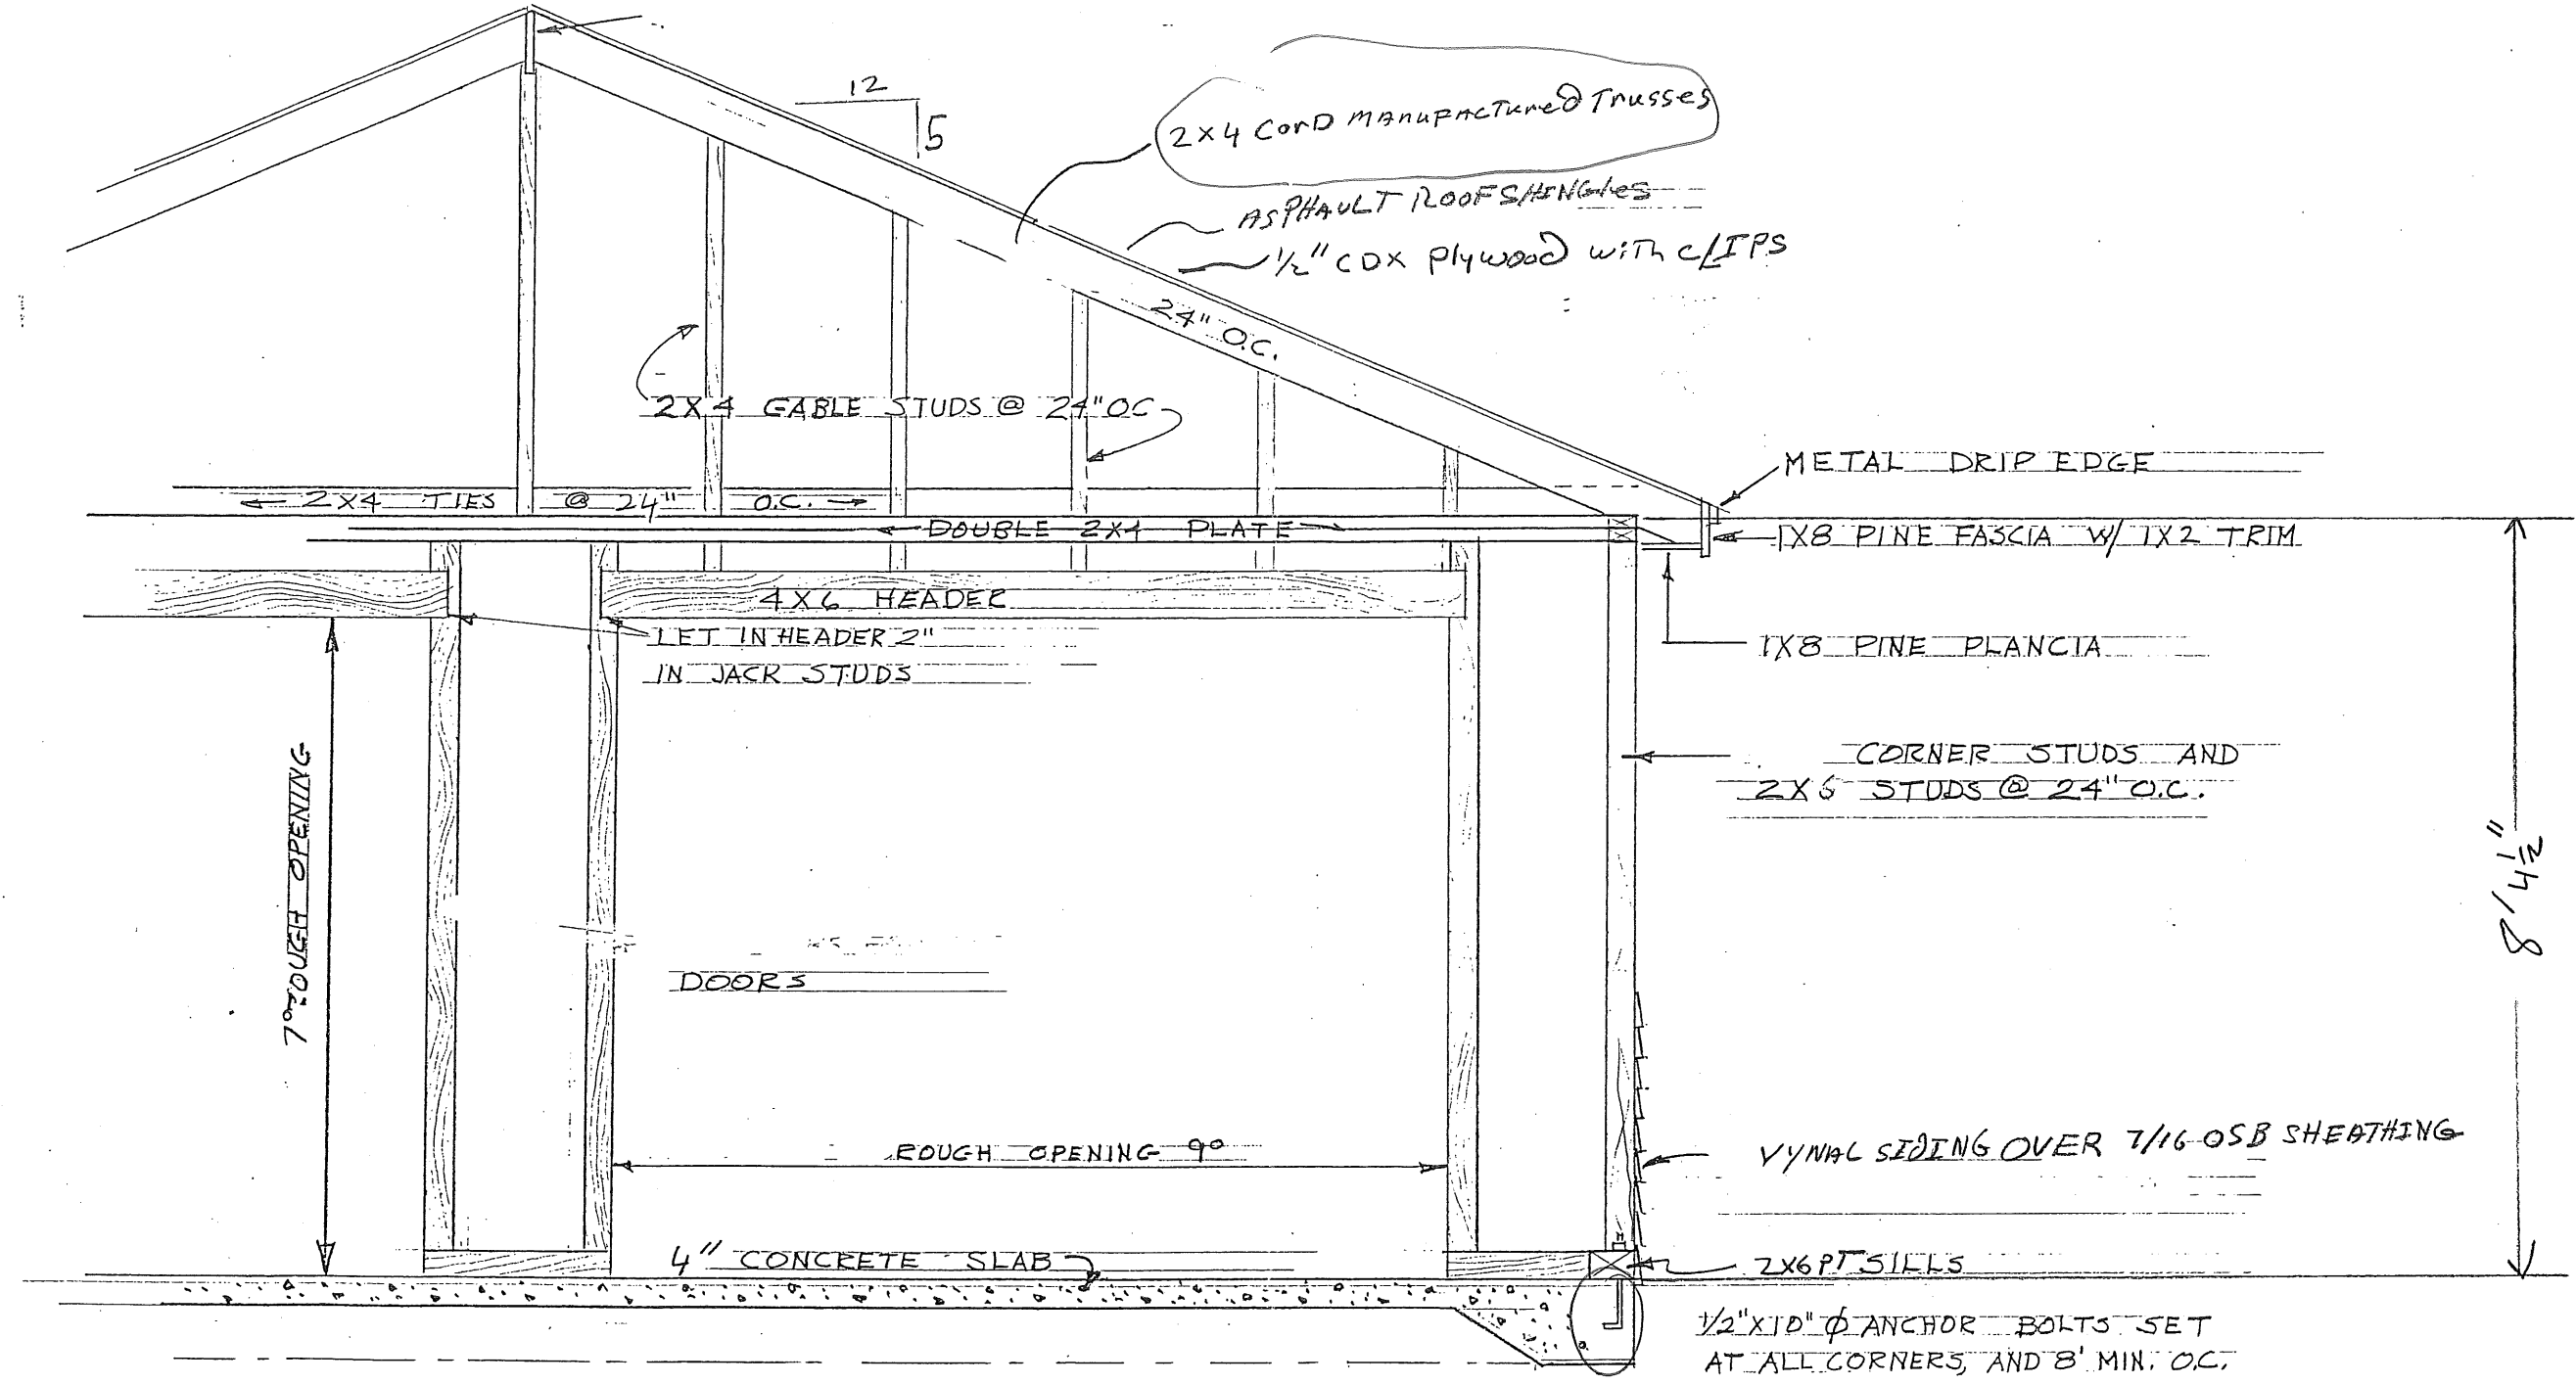 12
5
2X4 CORD MANUFACTURED TRUSSES
ASPHAULT ROOF SHINGLES
1/2" CDX Plywood with CLIPS
24" O.C.
2X4 GABLE STUDS @ 24" OC
METAL DRIP EDGE
2X4 TIES @ 24" O.C.
DOUBLE 2X4 PLATE
1X8 PINE FASCIA W/ 1X2 TRIM
4X6 HEADER
LET IN HEADER 2"
IN JACK STUDS
1X8 PINE PLANCIA
7° ROUGH OPENING
CORNER STUDS AND
2X6 STUDS @ 24" O.C.
8' 4 1/2"
DOORS
ROUGH OPENING 9°
VYNAL SIDING OVER 7/16 OSB SHEATHING
4" CONCRETE SLAB
2X6 PT SILLS
1/2"X10" Ø ANCHOR BOLTS SET
AT ALL CORNERS, AND 8' MIN. O.C.